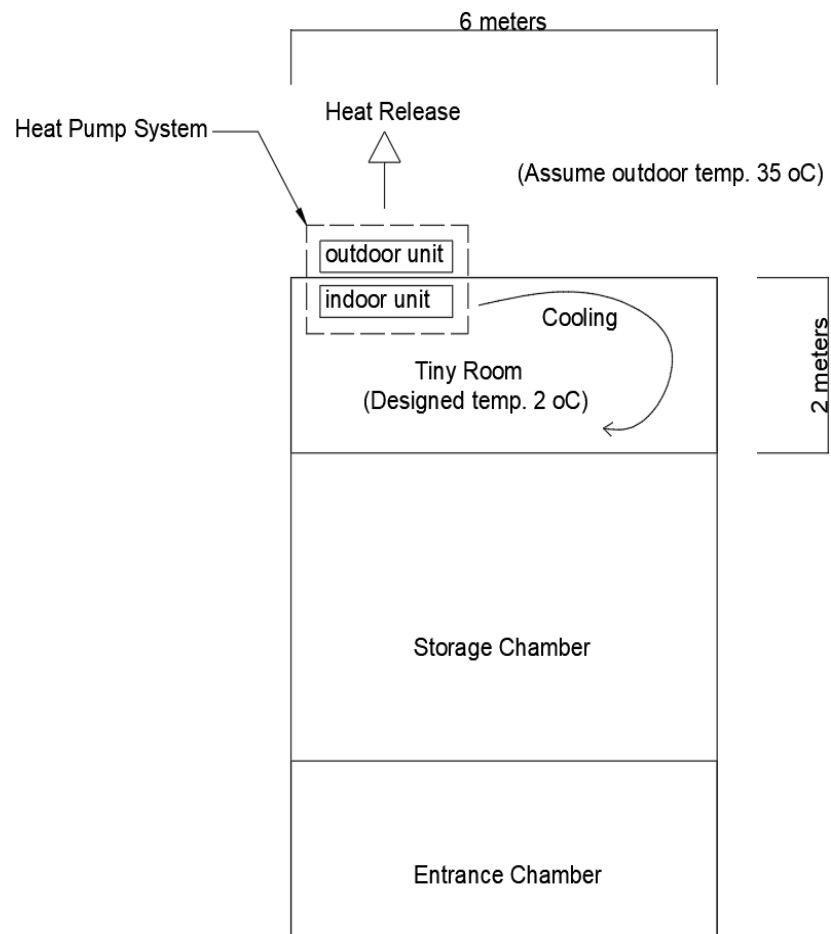 6 meters
Heat Release
Heat Pump System
(Assume outdoor temp. 35 oC)
outdoor unit
indoor unit
Cooling
Tiny Room
(Designed temp. 2 oC)
2 meters
Storage Chamber
Entrance Chamber